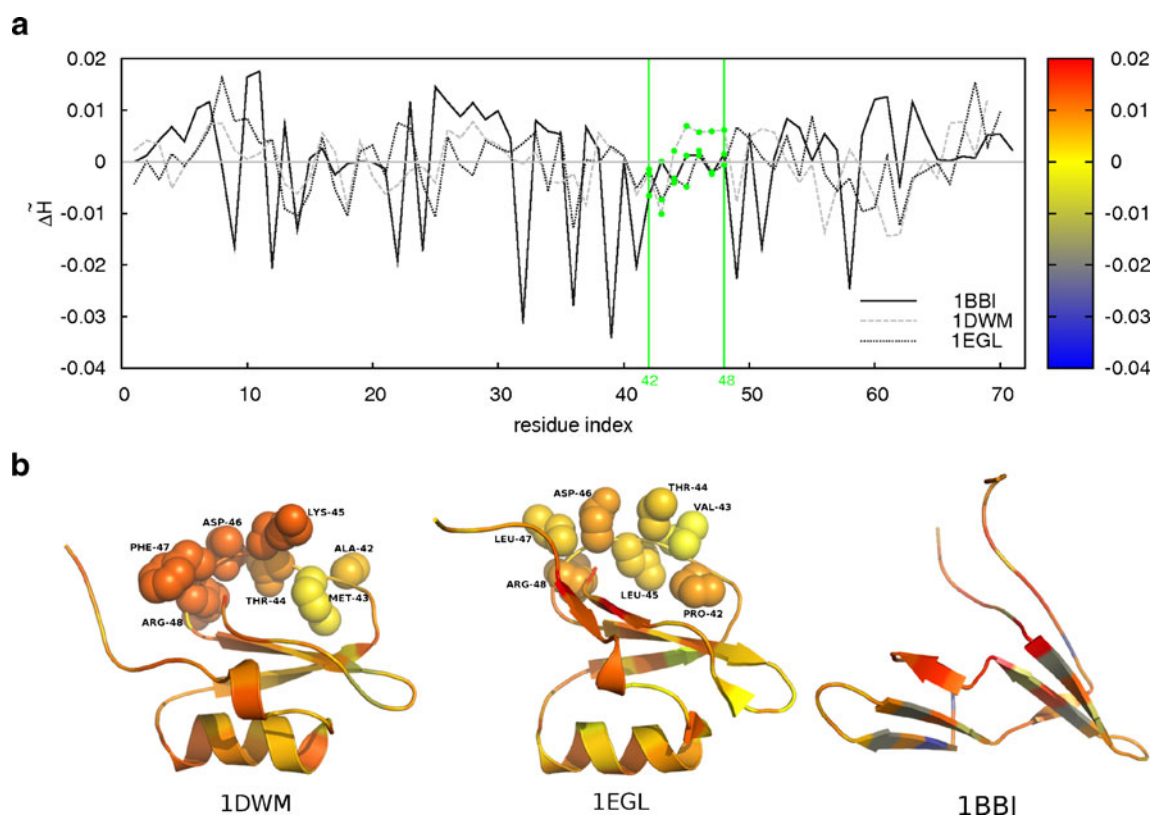 a
0.02
0.01
0
-0.01
-0.02
-0.03
-0.04
ΔH̃
0
10
20
30
40
50
60
70
42
48
residue index
1BBI
1DWM
1EGL
0.02
0.01
0
-0.01
-0.02
-0.03
-0.04
b
LYS-45
ASP-46
PHE-47
ALA-42
THR-44
MET-43
ARG-48
1DWM
ASP-46
THR-44
VAL-43
LEU-47
ARG-48
LEU-45
PRO-42
1EGL
1BBI